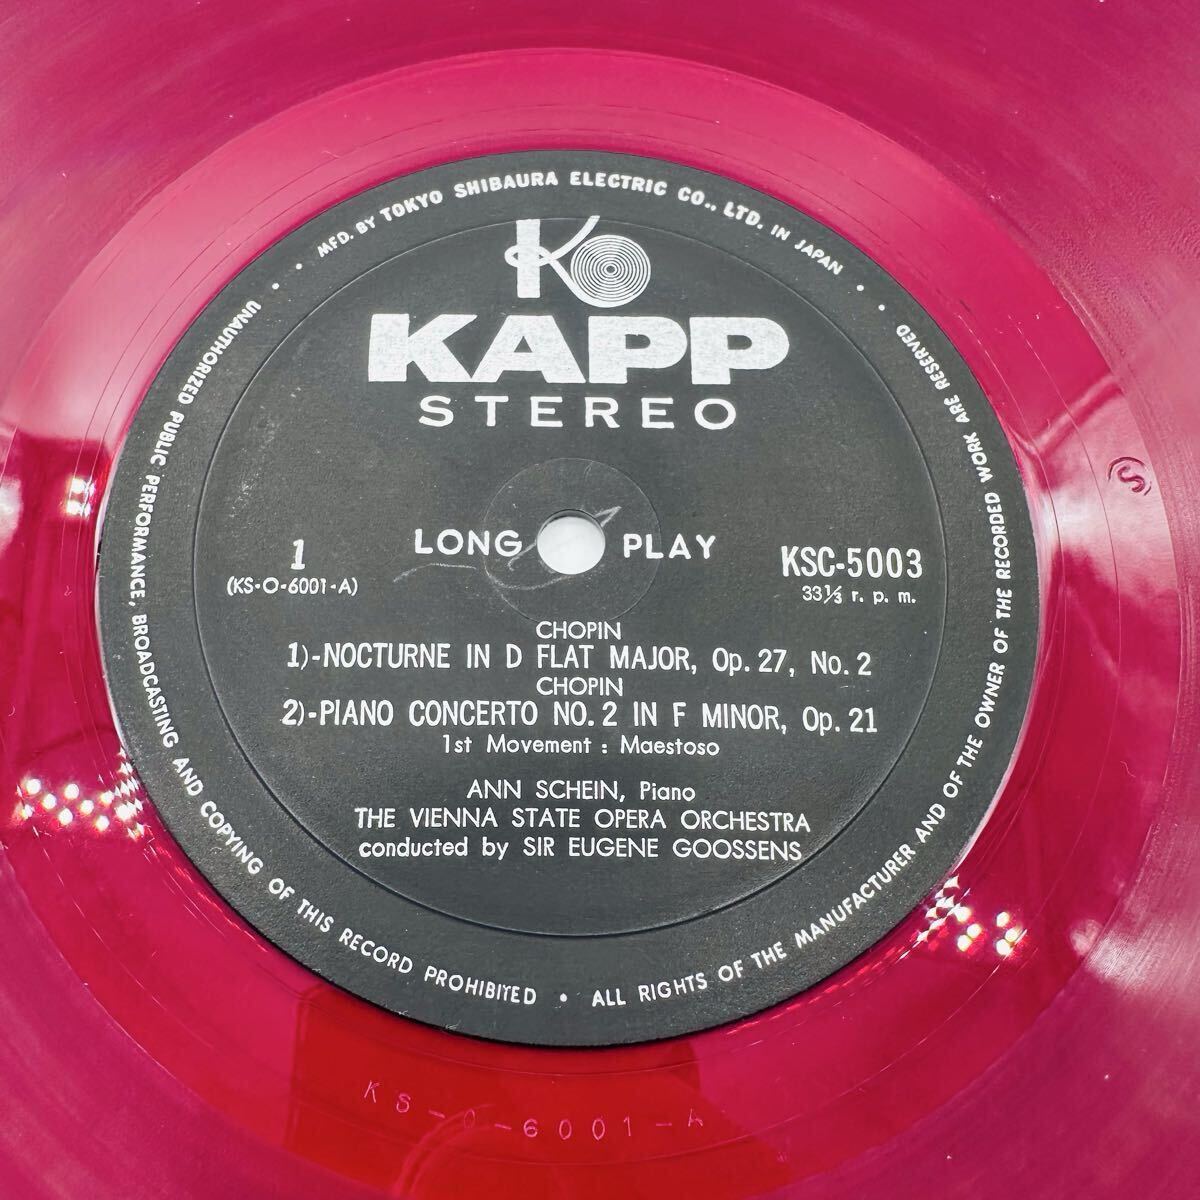 MFD. BY TOKYO SHIBAURA ELECTRIC CO., LTD. IN JAPAN
KAPP
STEREO
LONG PLAY
1
(KS-O-6001-A)
KSC-5003
33⅓ r. p. m.
CHOPIN
1)-NOCTURNE IN D FLAT MAJOR, Op. 27, No. 2
CHOPIN
2)-PIANO CONCERTO NO. 2 IN F MINOR, Op. 21
1st Movement : Maestoso
ANN SCHEIN, Piano
THE VIENNA STATE OPERA ORCHESTRA
conducted by SIR EUGENE GOOSSENS
UNAUTHORIZED PUBLIC PERFORMANCE, BROADCASTING AND COPYING OF THIS RECORD PROHIBITED • ALL RIGHTS OF THE MANUFACTURER AND OF THE OWNER OF THE RECORDED WORK ARE RESERVED
S
KS-O-6001-A